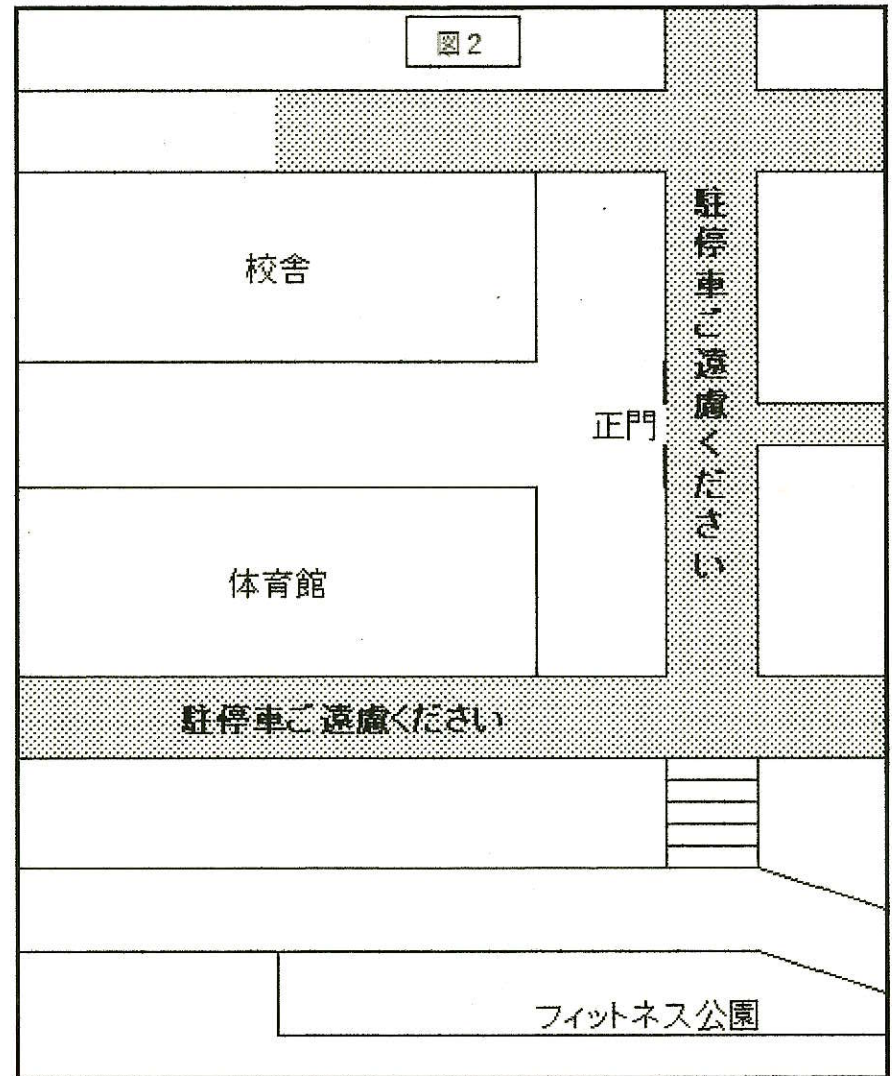 図2
校舎
駐停車ご遠慮ください
正門
体育館
駐停車ご遠慮ください
フィットネス公園